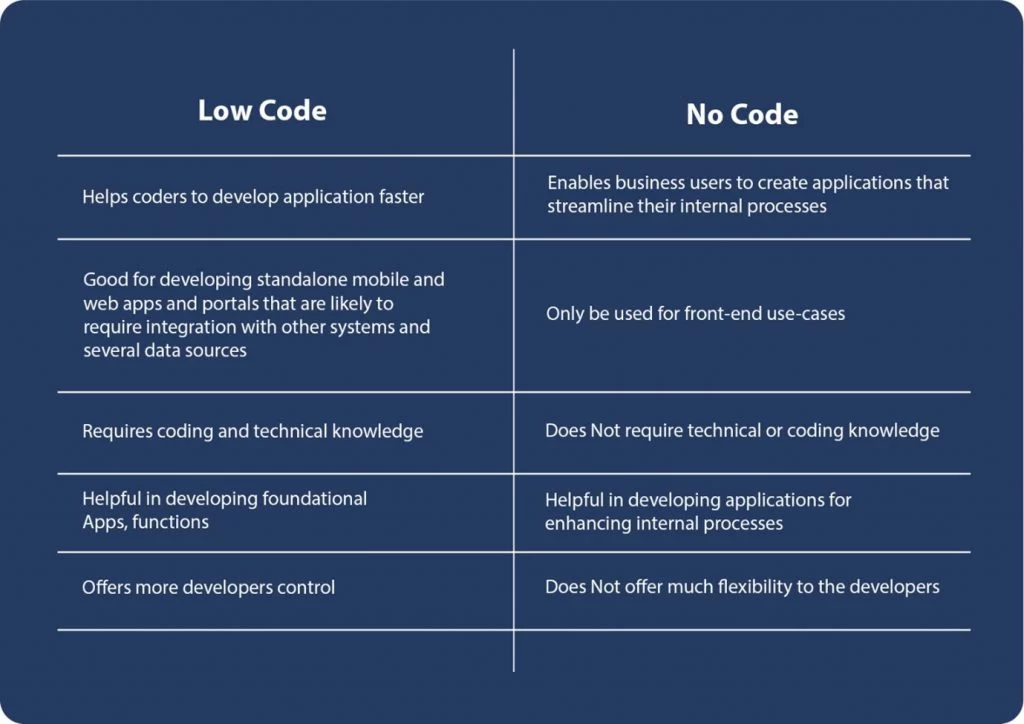 Low Code
No Code
Helps coders to develop application faster
Enables business users to create applications that
streamline their internal processes
Good for developing standalone mobile and
web apps and portals that are likely to
require integration with other systems and
several data sources
Only be used for front-end use-cases
Requires coding and technical knowledge
Does Not require technical or coding knowledge
Helpful in developing foundational
Apps, functions
Helpful in developing applications for
enhancing internal processes
Offers more developers control
Does Not offer much flexibility to the developers